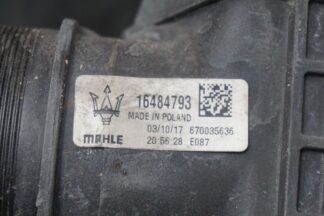 16484793
MADE IN POLAND
03/10/17 670035636
MAHLE 20:56:28 E087